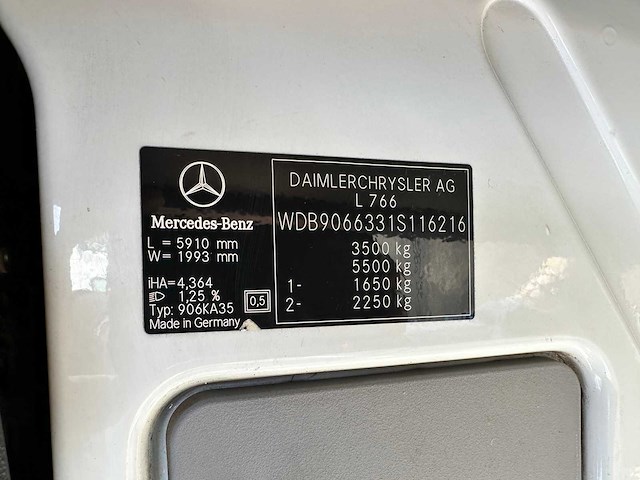 Mercedes-Benz
L = 5910 mm
W= 1993 mm
iHA=4,364
1,25 %
0,5
Typ: 906KA35
Made in Germany
DAIMLERCHRYSLER AG
L 766
WDB9066331S116216
3500 kg
5500 kg
1- 1650 kg
2- 2250 kg